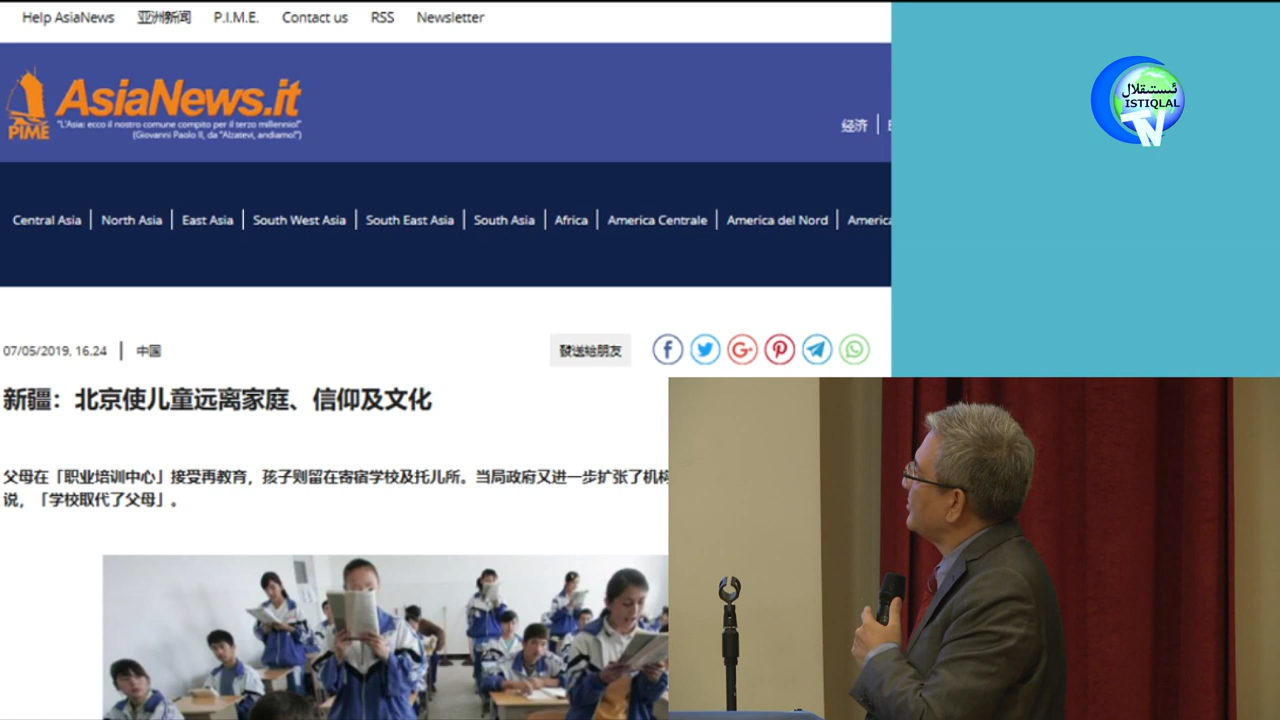 Help AsiaNews 亚洲新闻 P.I.M.E. Contact us RSS Newsletter
ئىستىقلال
ISTIQLAL
TV
AsiaNews.it
PIME
"L'Asia: ecco il nostro comune compito per il terzo millennio!"
(Giovanni Paolo II, da "Alzatevi, andiamo!")
经济
Central Asia North Asia East Asia South West Asia South East Asia South Asia Africa America Centrale America del Nord America
07/05/2019, 16.24 中国
發送給朋友
新疆：北京使儿童远离家庭、信仰及文化
父母在「职业培训中心」接受再教育，孩子则留在寄宿学校及托儿所。当局政府又进一步扩张了机构
说，「学校取代了父母」。